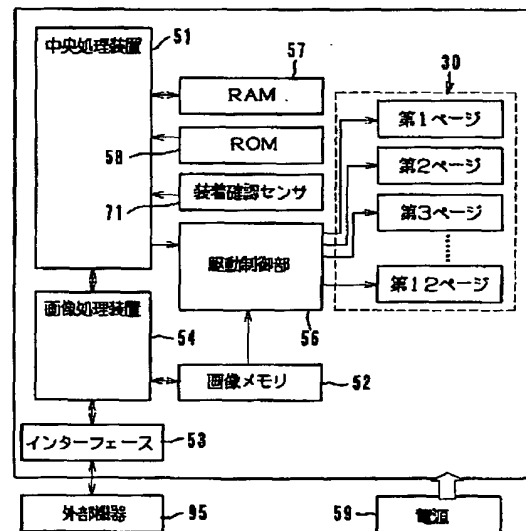 中央処理装置
51
57
RAM
58
ROM
71
装着確認センサ
駆動制御部
56
30
第1ページ
第2ページ
第3ページ
第12ページ
画像処理装置
54
画像メモリ
52
インターフェース
53
外部機器
95
59
電源